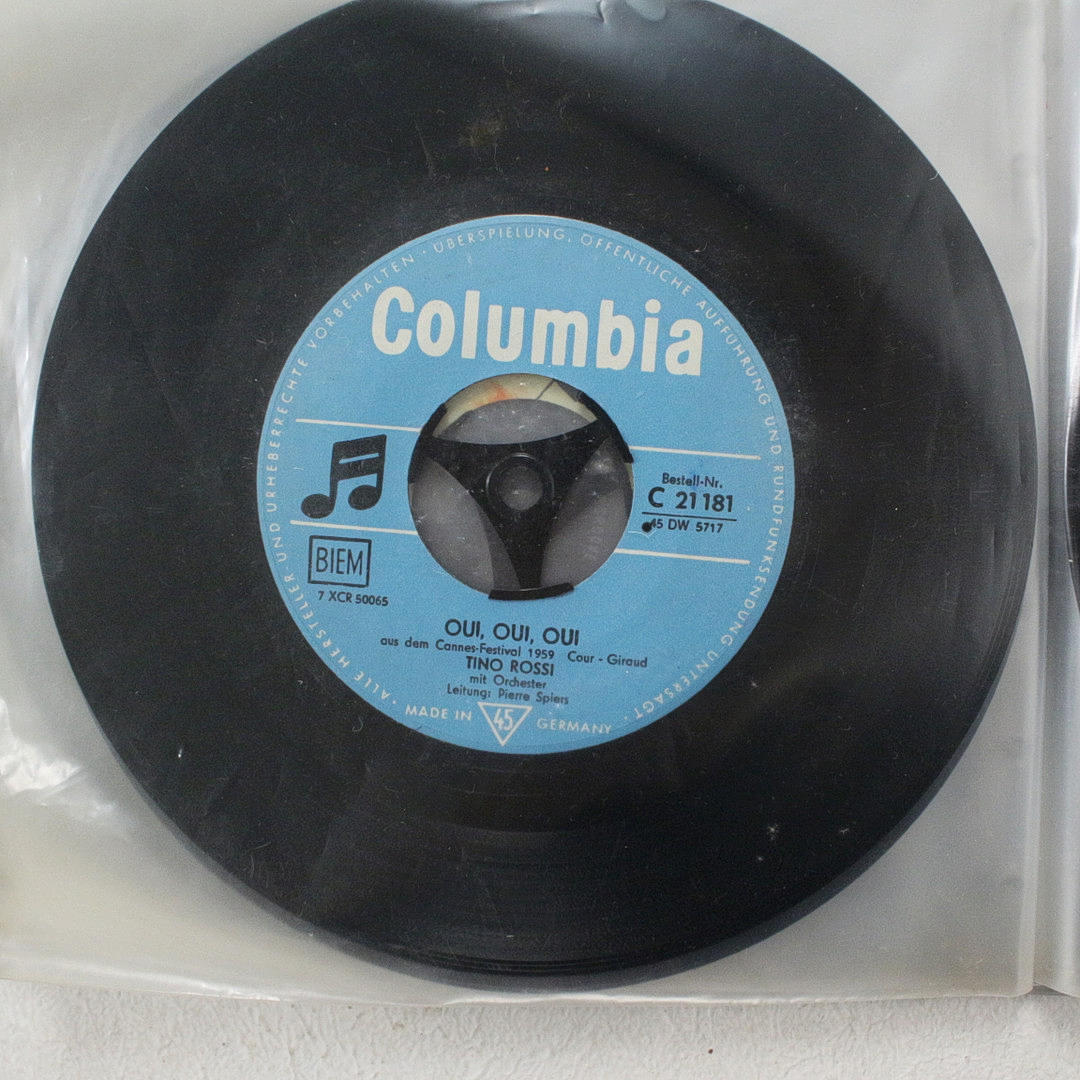 ALLE HERSTELLER UND URHEBERRECHTE VORBEHALTEN · ÜBERSPIELUNG, ÖFFENTLICHE AUFFÜHRUNG UND RUNDFUNKSENDUNG UNTERSAGT ·
Columbia
Bestell-Nr.
C 21181
45 DW 5717
BIEM
7 XCR 50065
OUI, OUI, OUI
aus dem Cannes-Festival 1959 Cour - Giraud
TINO ROSSI
mit Orchester
Leitung: Pierre Spiers
MADE IN 45 GERMANY